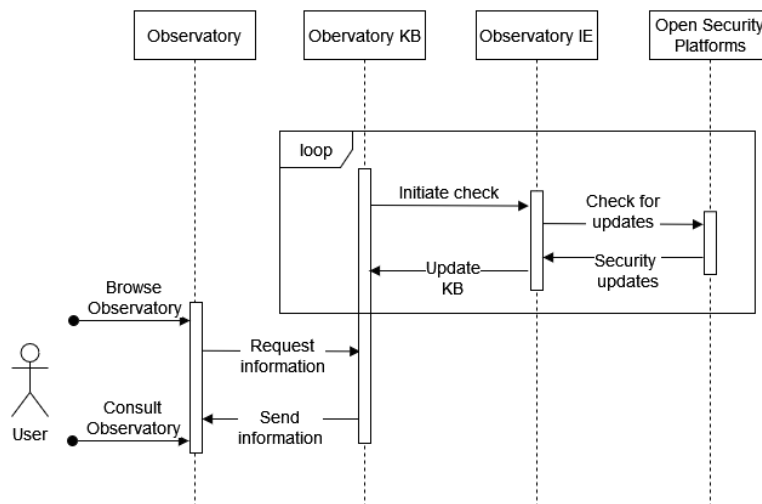 Observatory
Obervatory KB
Observatory IE
Open Security
Platforms
loop
Initiate check
Check for
updates
Security
updates
Update
KB
Browse
Observatory
Request
information
Consult
Observatory
Send
information
User